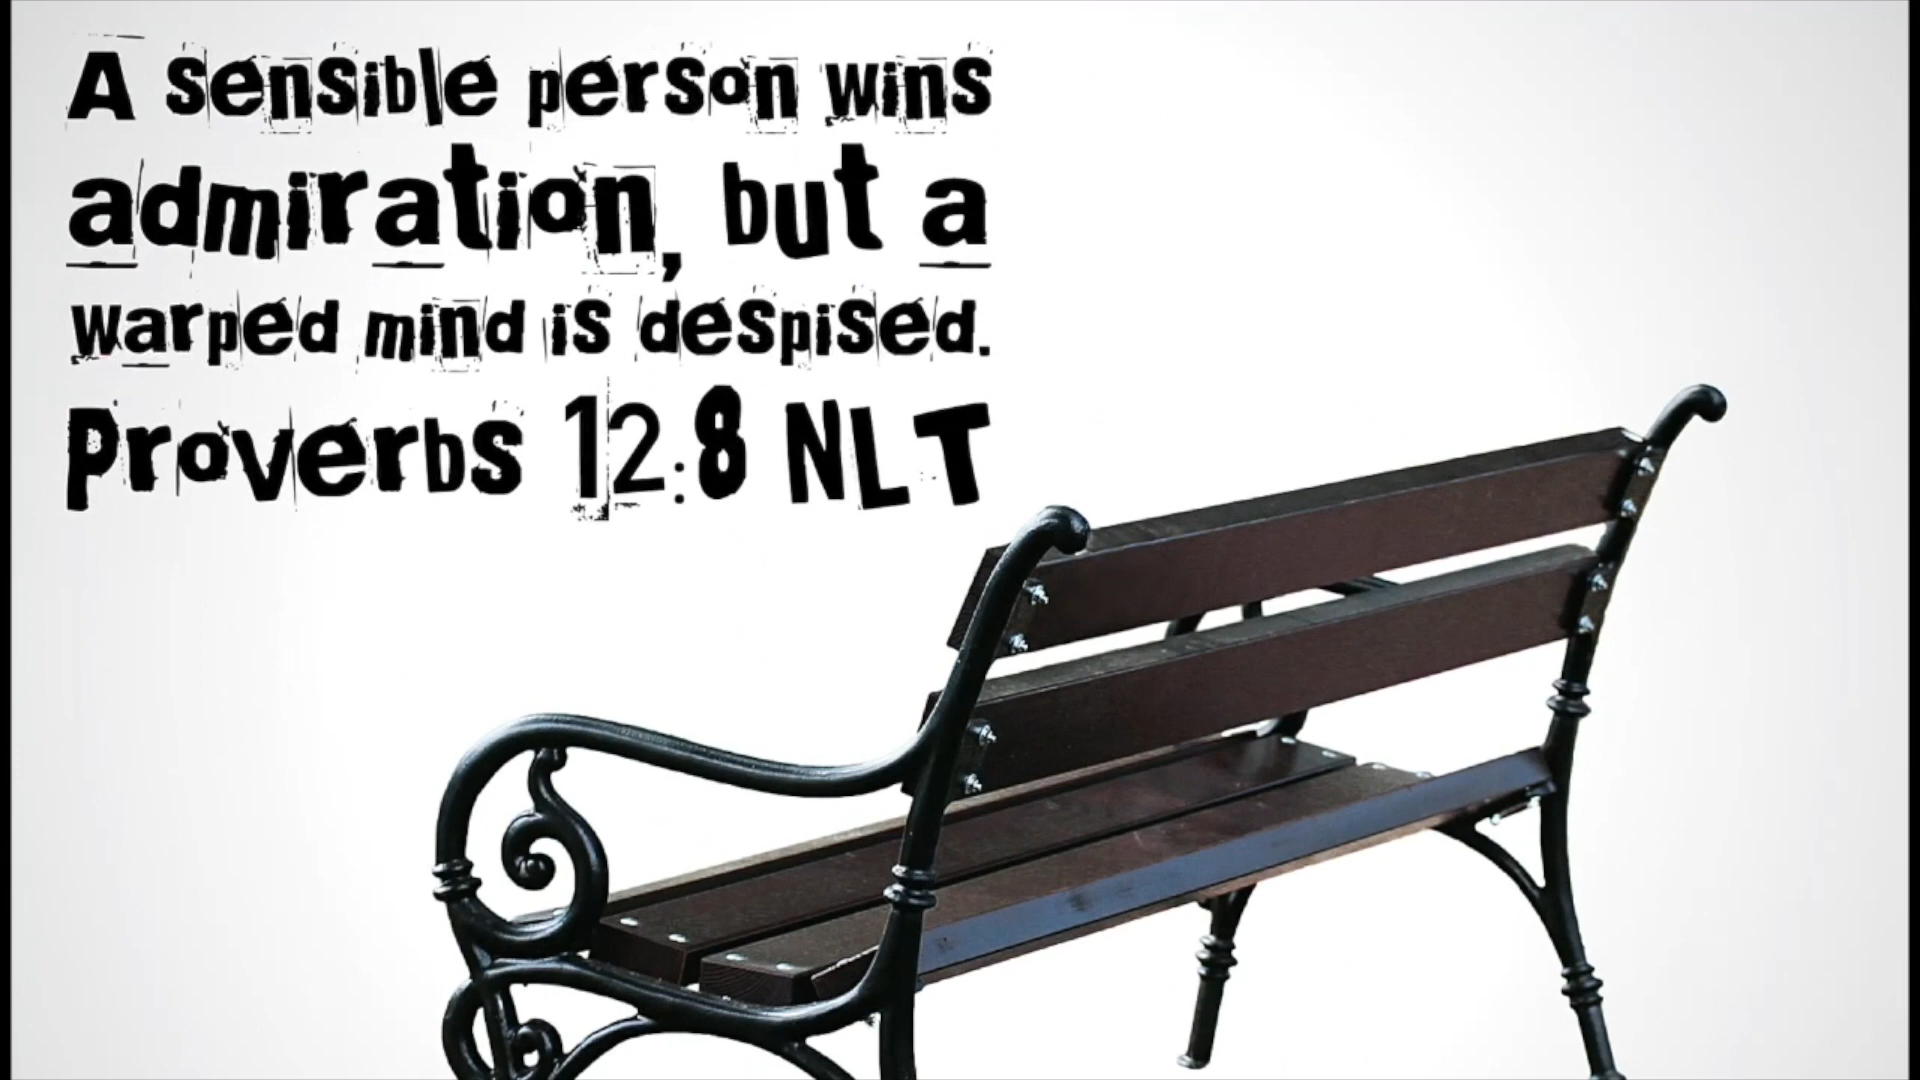 A sensible person wins
admiration, but a
warped mind is despised.
Proverbs 12:8 NLT